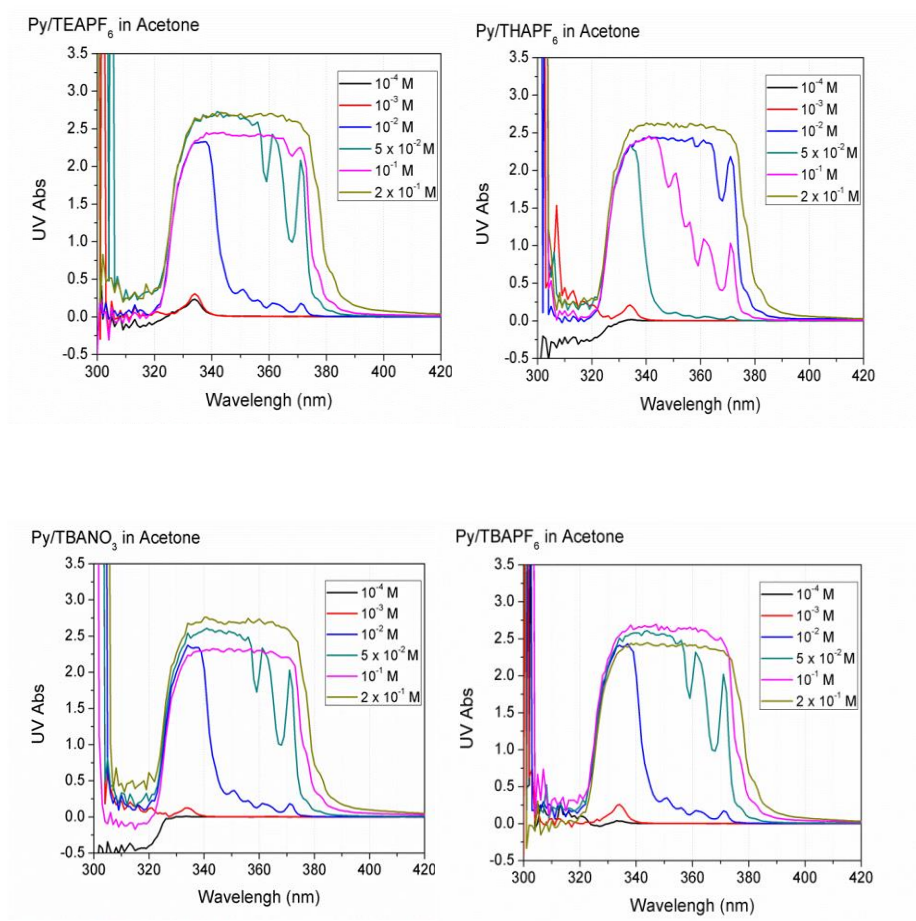 Py/TEAPF₆ in Acetone
3.5
3.0
2.5
2.0
1.5
1.0
0.5
0.0
-0.5
UV Abs
10⁻⁴ M
10⁻³ M
10⁻² M
5 x 10⁻² M
10⁻¹ M
2 x 10⁻¹ M
300 320 340 360 380 400 420
Wavelengh (nm)
Py/THAPF₆ in Acetone
3.5
3.0
2.5
2.0
1.5
1.0
0.5
0.0
-0.5
UV Abs
10⁻⁴ M
10⁻³ M
10⁻² M
5 x 10⁻² M
10⁻¹ M
2 x 10⁻¹ M
300 320 340 360 380 400 420
Wavelengh (nm)
Py/TBANO₃ in Acetone
3.5
3.0
2.5
2.0
1.5
1.0
0.5
0.0
-0.5
UV Abs
10⁻⁴ M
10⁻³ M
10⁻² M
5 x 10⁻² M
10⁻¹ M
2 x 10⁻¹ M
300 320 340 360 380 400 420
Wavelengh (nm)
Py/TBAPF₆ in Acetone
3.5
3.0
2.5
2.0
1.5
1.0
0.5
0.0
-0.5
UV Abs
10⁻⁴ M
10⁻³ M
10⁻² M
5 x 10⁻² M
10⁻¹ M
2 x 10⁻¹ M
300 320 340 360 380 400 420
Wavelengh (nm)